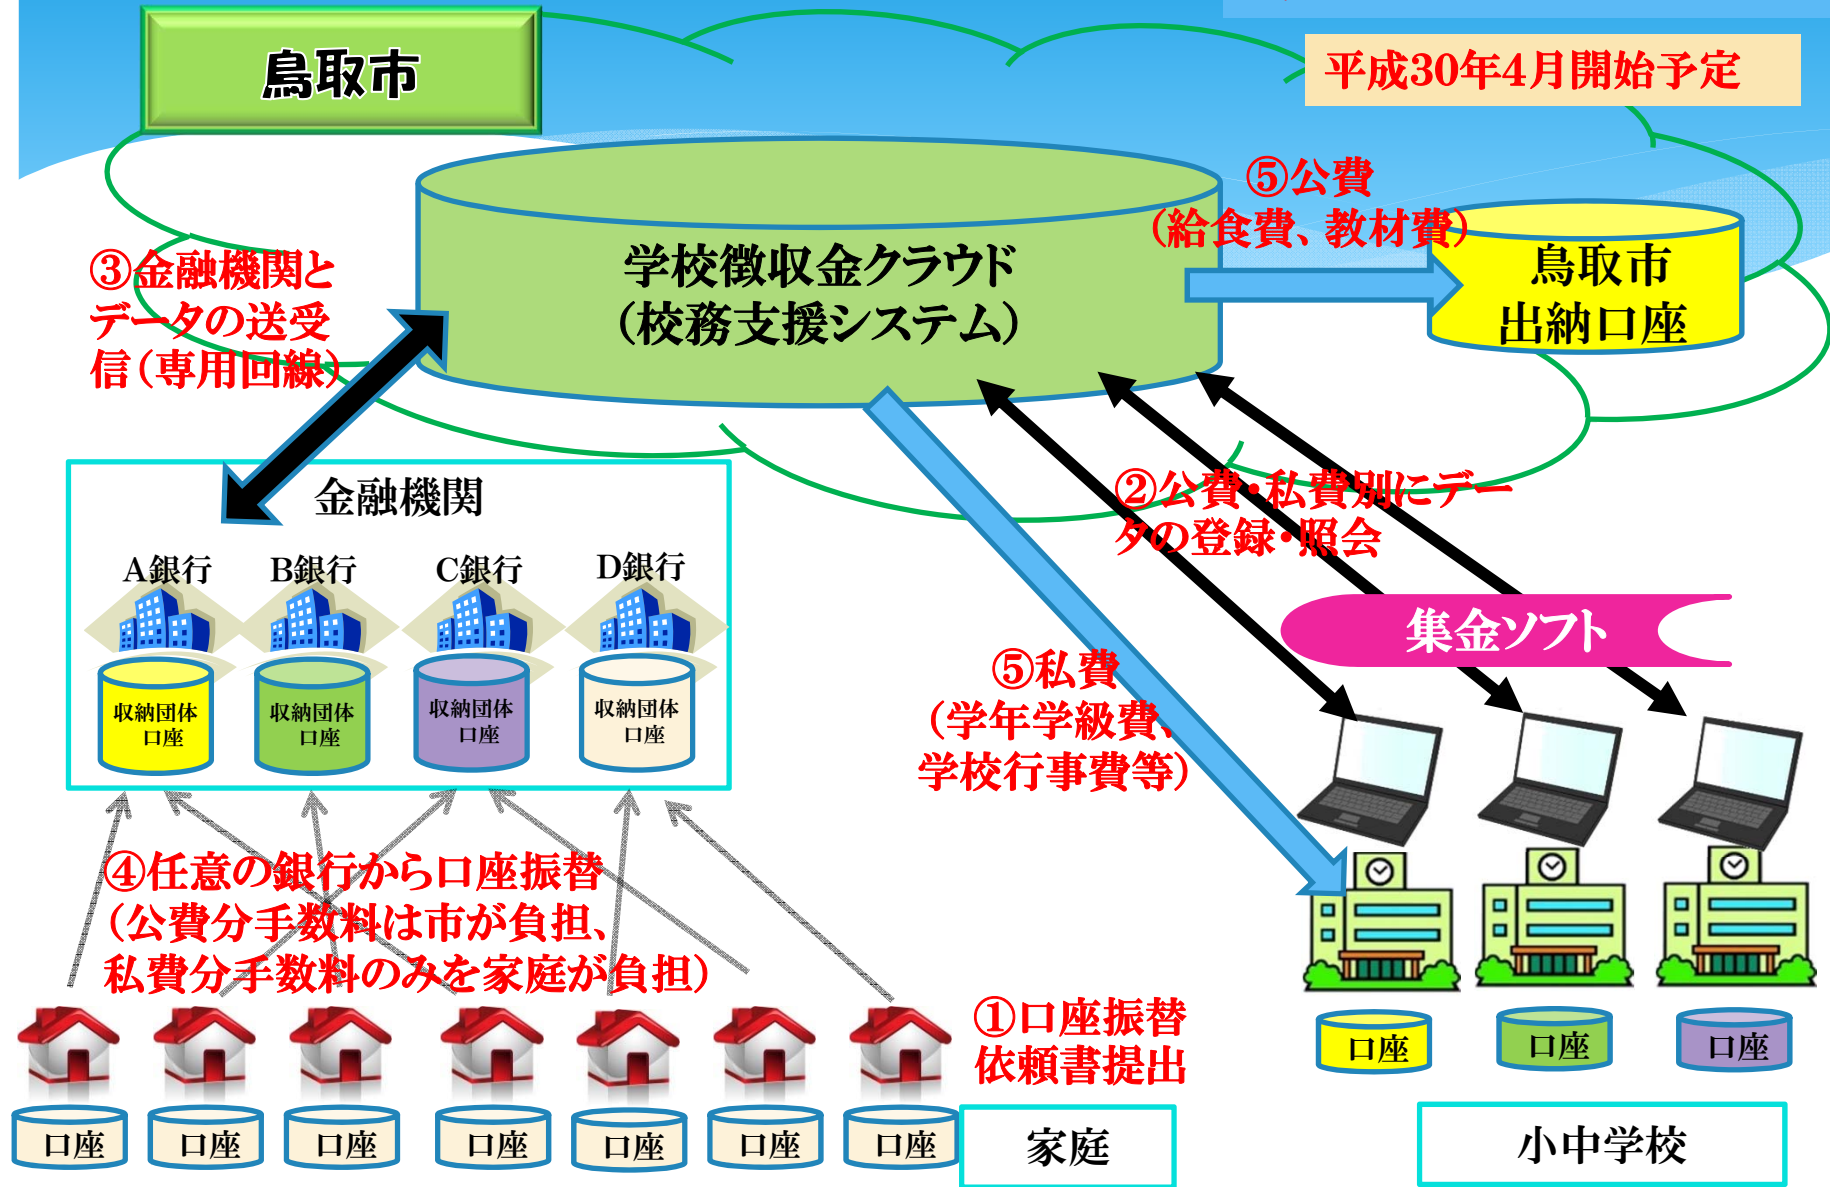 鳥取市
平成30年4月開始予定
⑤公費
（給食費、教材費）
学校徴収金クラウド
（校務支援システム）
鳥取市
出納口座
③金融機関と
データの送受
信（専用回線）
金融機関
②公費・私費別にデー
タの登録・照会
A銀行
B銀行
C銀行
D銀行
集金ソフト
収納団体
口座
収納団体
口座
収納団体
口座
収納団体
口座
⑤私費
（学年学級費、
学校行事費等）
④任意の銀行から口座振替
（公費分手数料は市が負担、
私費分手数料のみを家庭が負担）
①口座振替
依頼書提出
口座
口座
口座
口座
口座
口座
口座
口座
口座
口座
家庭
小中学校